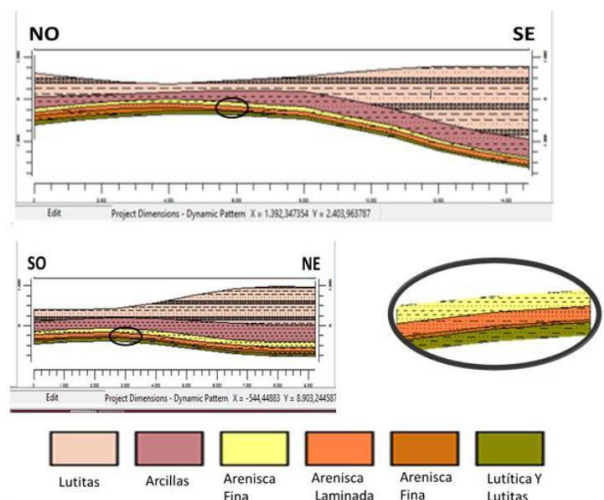 NO SE
Edit Project Dimensions - Dynamic Pattern X = 1.392,347354 Y = 2.403,963787
SO NE
Edit Project Dimensions - Dynamic Pattern X = -544,44883 Y = 8.903,244587
Lutitas Arcillas Arenisca Arenisca Arenisca Lutítica Y
Fina Laminada Fina Lutitas